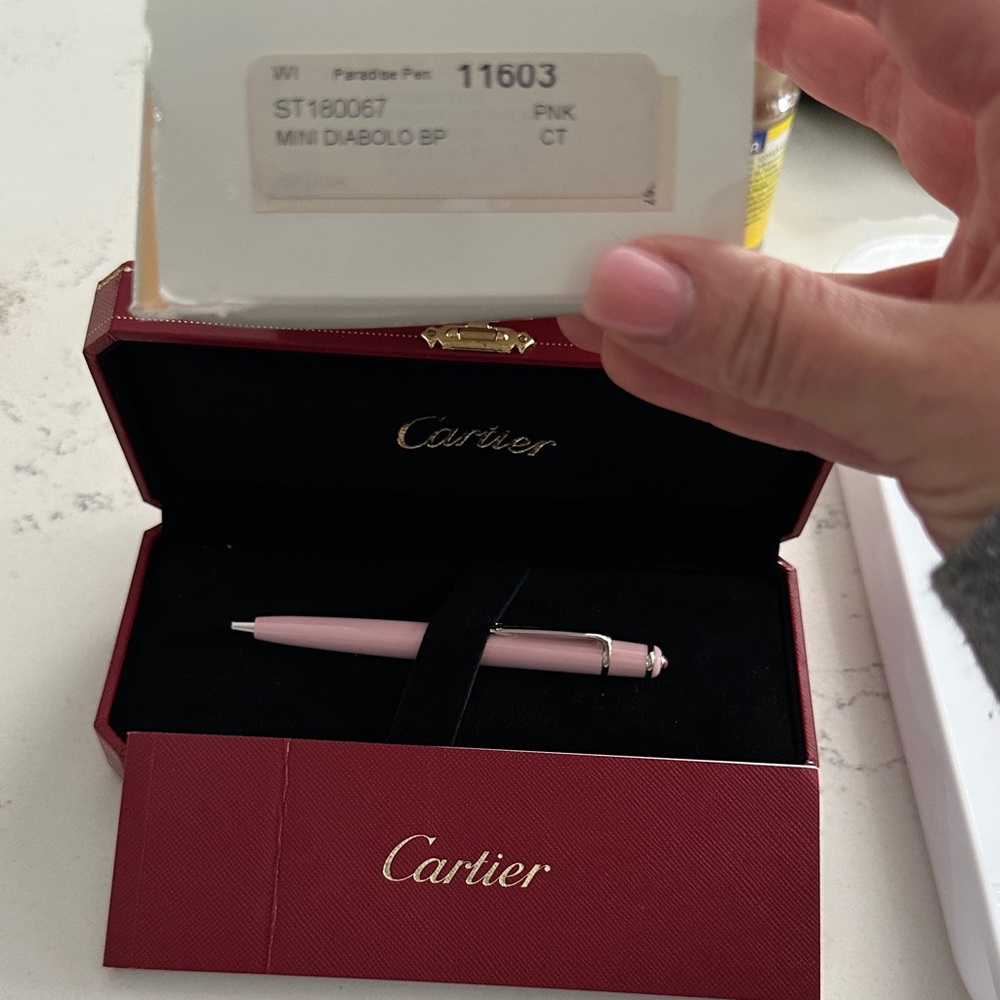 WI Paradise Pen 11603
ST180067 PNK
MINI DIABOLO BP CT
Cartier
Cartier